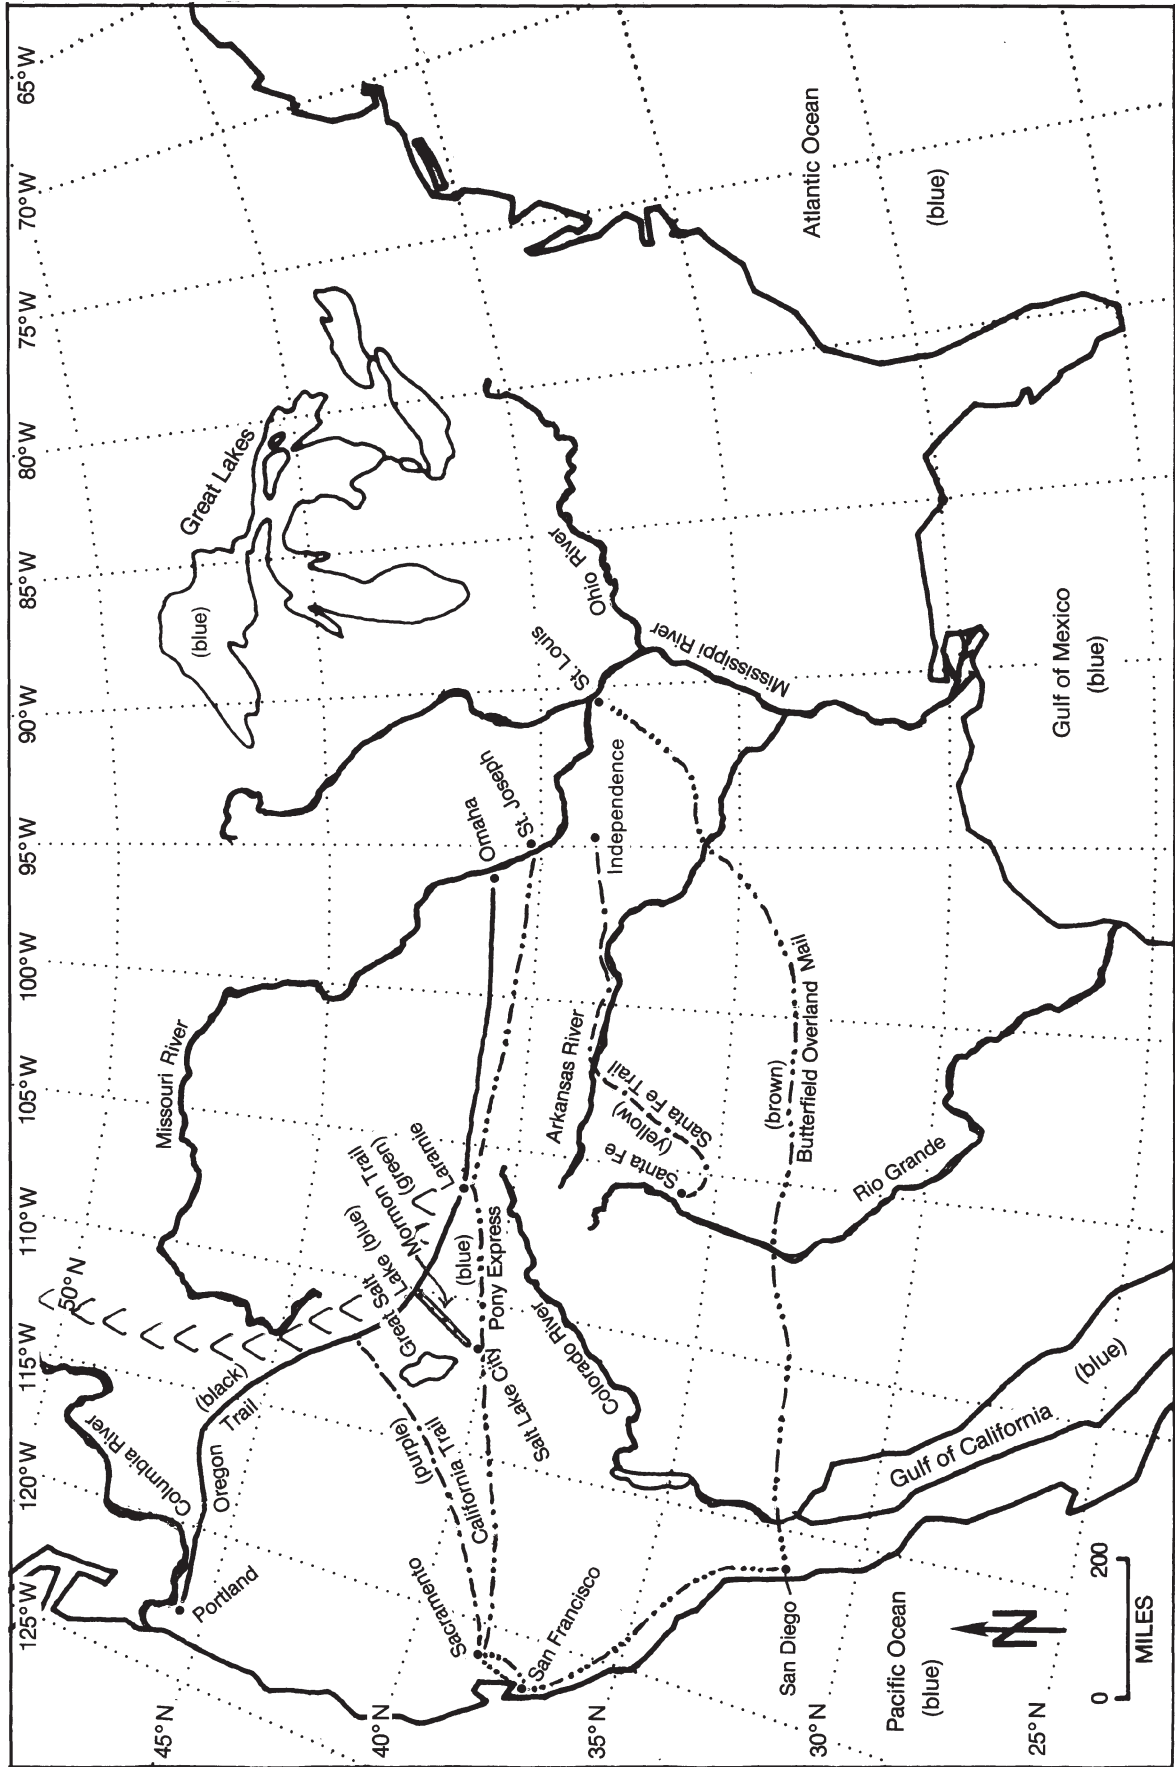 125°W
120°W
115°W
110°W
105°W
100°W
95°W
90°W
85°W
80°W
75°W
70°W
65°W
50°N
45°N
40°N
35°N
30°N
25°N
Columbia River
Portland
Oregon
Trail
(black)
Missouri River
Great Lakes
(blue)
Great Salt
Lake (blue)
Mormon Trail
(green)
Laramie
Omaha
St. Joseph
St. Louis
Ohio River
Independence
Mississippi River
Sacramento
California Trail
(purple)
Salt Lake City
(blue)
Pony Express
San Francisco
Colorado River
Arkansas River
Santa Fe
(yellow)
Santa Fe Trail
(brown)
Butterfield Overland Mail
Rio Grande
San Diego
Gulf of California
(blue)
Pacific Ocean
(blue)
Gulf of Mexico
(blue)
Atlantic Ocean
(blue)
N
0
200
MILES